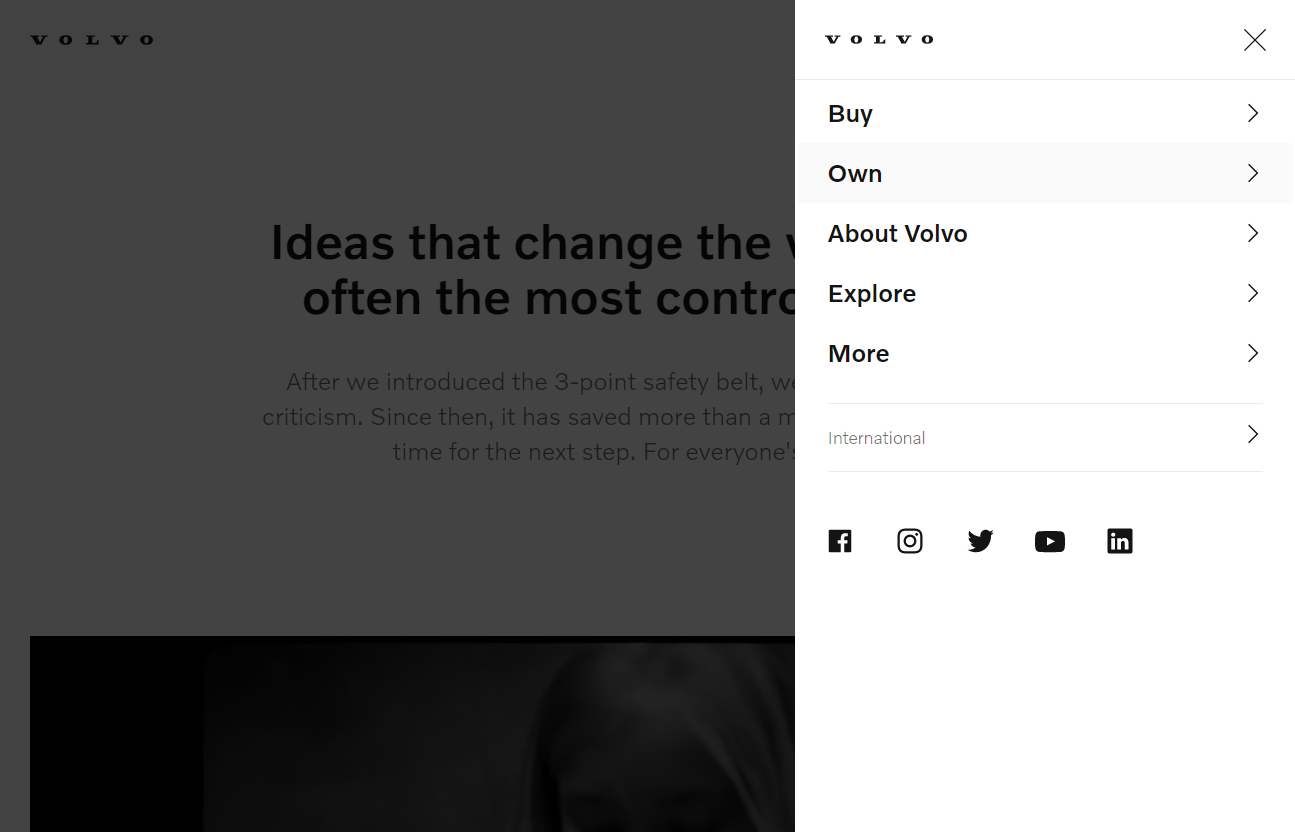 VOLVO
Ideas that change the
often the most contro
After we introduced the 3-point safety belt, we
criticism. Since then, it has saved more than a m
time for the next step. For everyone's
VOLVO
Buy
Own
About Volvo
Explore
More
International